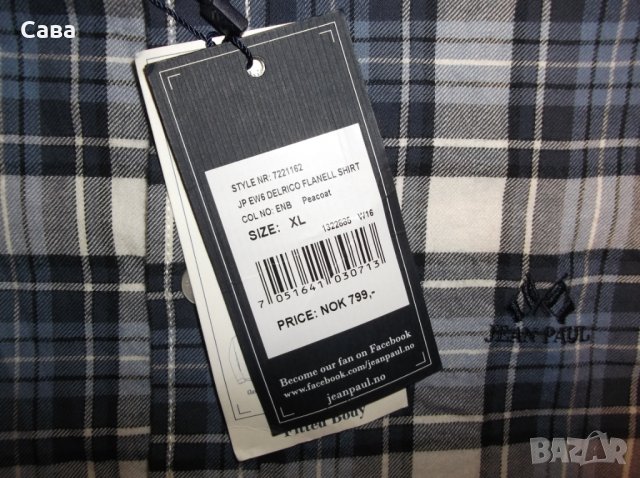 Сава
STYLE NR: 7221162
JP EW6 DELRICO FLANELL SHIRT
COL NO: ENB Peacoat
SIZE: XL 1322695 W16
7 051641 030713
PRICE: NOK 799,-
Become our fan on Facebook
www.facebook.com/jeanpaul.no
jeanpaul.no
Fitted Body
JEAN PAUL
BAZAR